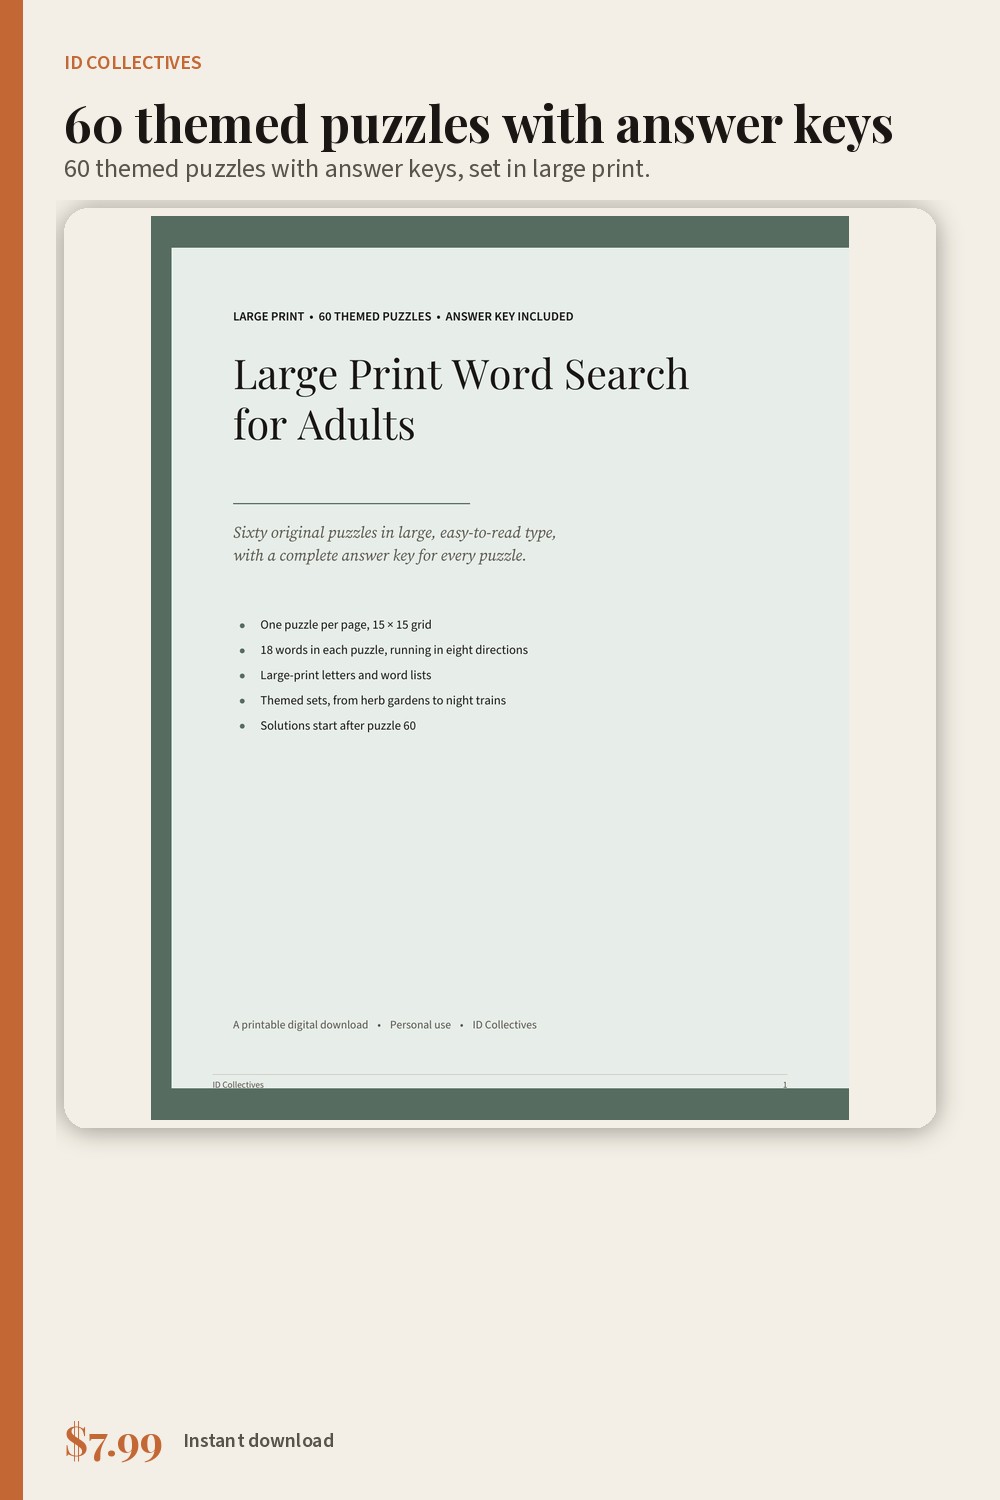 ID COLLECTIVES
60 themed puzzles with answer keys
60 themed puzzles with answer keys, set in large print.
LARGE PRINT • 60 THEMED PUZZLES • ANSWER KEY INCLUDED
Large Print Word Search
for Adults
Sixty original puzzles in large, easy-to-read type,
with a complete answer key for every puzzle.
• One puzzle per page, 15 × 15 grid
• 18 words in each puzzle, running in eight directions
• Large-print letters and word lists
• Themed sets, from herb gardens to night trains
• Solutions start after puzzle 60
A printable digital download • Personal use • ID Collectives
ID Collectives 1
$7.99 Instant download